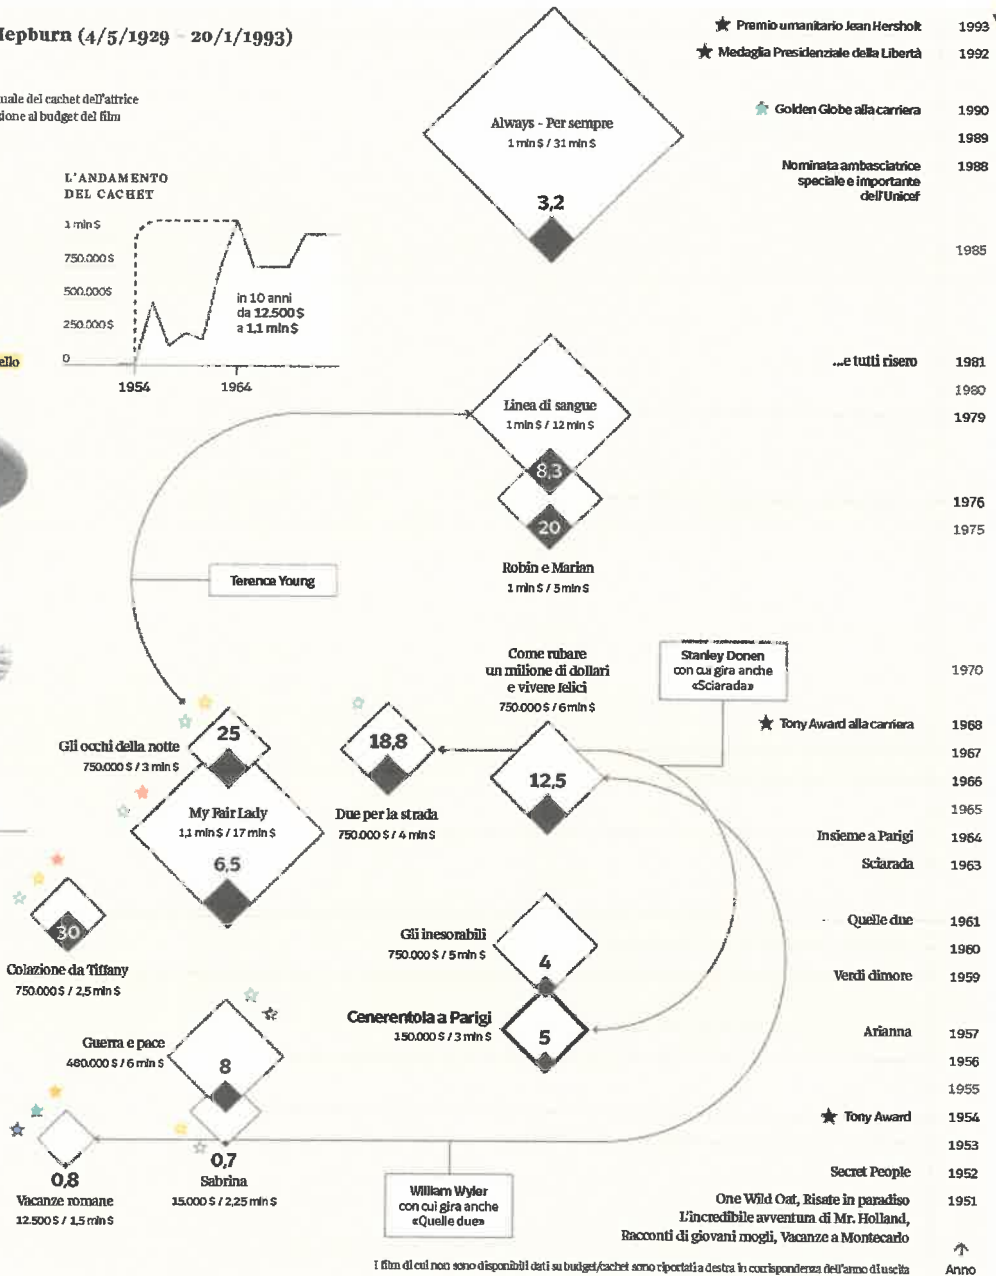 Hepburn (4/5/1929 - 20/1/1993)
uale del cachet dell'attrice
zione al budget del film
L'ANDAMENTO
DEL CACHET
1 mln $
750.000 $
500.000 $
250.000 $
0
1954
1964
in 10 anni
da 12.500 $
a 1,1 mln $
ello
Always - Per sempre
1 mln $ / 31 mln $
3,2
Linea di sangue
1 mln $ / 12 mln $
8,3
20
Robin e Marian
1 mln $ / 5 mln $
Terence Young
Come rubare
un milione di dollari
e vivere felici
750.000 $ / 6 mln $
12,5
Stanley Donen
con cui gira anche
«Sciarada»
25
Gli occhi della notte
750.000 $ / 3 mln $
18,8
Due per la strada
750.000 $ / 4 mln $
My Fair Lady
1,1 mln $ / 17 mln $
6,5
30
Colazione da Tiffany
750.000 $ / 2,5 mln $
Gli inesorabili
750.000 $ / 5 mln $
4
Cenerentola a Parigi
150.000 $ / 3 mln $
5
Guerra e pace
480.000 $ / 6 mln $
8
0,8
Vacanze romane
12.500 $ / 1,5 mln $
0,7
Sabrina
15.000 $ / 2,25 mln $
William Wyler
con cui gira anche
«Quelle due»
Premio umanitario Jean Hersholt 1993
Medaglia Presidenziale della Libertà 1992
Golden Globe alla carriera 1990
1989
Nominata ambasciatrice 1988
speciale e importante
dell'Unicef
1985
...e tutti risero 1981
1980
1979
1976
1975
1970
Tony Award alla carriera 1968
1967
1966
1965
Insieme a Parigi 1964
Sciarada 1963
Quelle due 1961
1960
Verdi dimore 1959
Arianna 1957
1956
1955
Tony Award 1954
1953
Secret People 1952
One Wild Oat, Risate in paradiso 1951
L'incredibile avventura di Mr. Holland,
Racconti di giovani mogli, Vacanze a Montecarlo
I film di cui non sono disponibili dati su budget/cachet sono riportati a destra in corrispondenza dell'anno di uscita
Anno